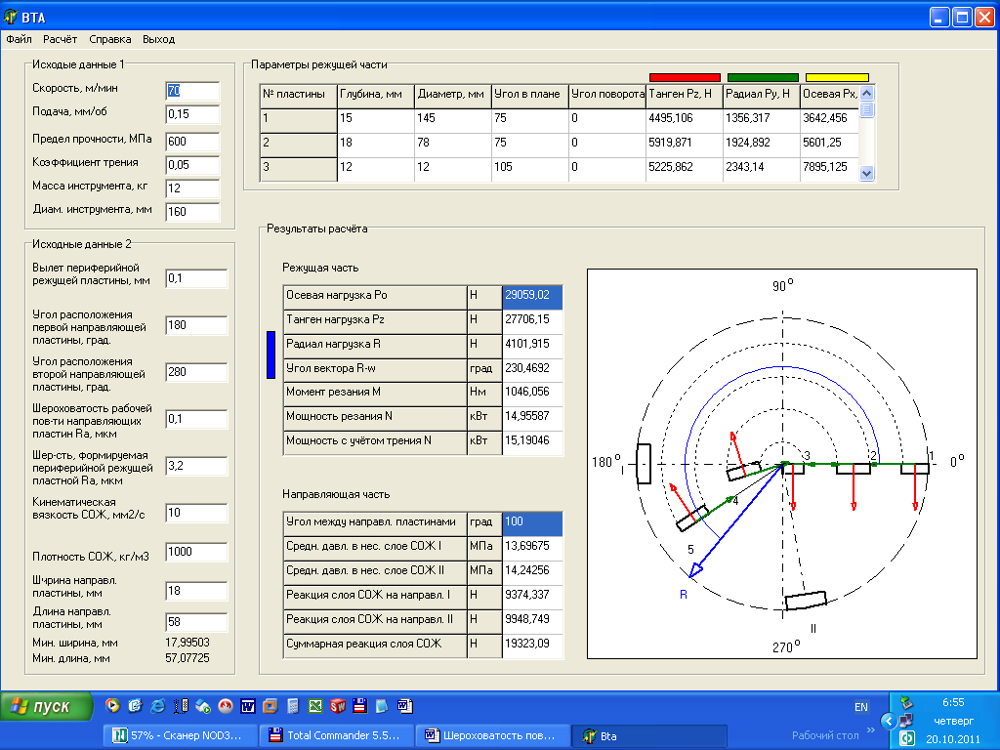 BTA
Файл Расчёт Справка Выход
Исходые данные 1
Скорость, м/мин 70
Подача, мм/об 0,15
Предел прочности, МПа 600
Коэффициент трения 0,05
Масса инструмента, кг 12
Диам. инструмента, мм 160
Исходные данные 2
Вылет периферийной
режущей пластины, мм 0,1
Угол расположения
первой направляющей
пластины, град. 180
Угол расположения
второй направляющей
пластины, град. 280
Шероховатость рабочей
пов-ти направляющих
пластин Ra, мкм 0,1
Шер-сть, формируемая
периферийной режущей
пластной Ra, мкм 3,2
Кинематическая
вязкость СОЖ, мм2/с 10
Плотность СОЖ, кг/м3 1000
Шчрина направл.
пластины, мм 18
Длина направл.
пластины, мм 58
Мин. ширина, мм 17,99503
Мин. длина, мм 57,07725
Параметры режущей части
№ пластины Глубина, мм Диаметр, мм Угол в плане Угол поворота Танген Pz, Н Радиал Py, Н Осевая Px,
1 15 145 75 0 4495,106 1356,317 3642,456
2 18 78 75 0 5919,871 1924,892 5601,25
3 12 12 105 0 5225,862 2343,14 7895,125
Результаты расчёта
Режущая часть
Осевая нагрузка Po Н 29059,02
Танген нагрузка Pz Н 27706,15
Радиал нагрузка R Н 4101,915
Угол вектора R-w град 230,4692
Момент резания M Нм 1046,056
Мощность резания N кВт 14,95587
Мощность с учётом трения N кВт 15,19046
Направляющая часть
Угол между направл. пластинами град 100
Средн. давл. в нес. слое СОЖ I МПа 13,69675
Средн. давл. в нес. слое СОЖ II МПа 14,24256
Реакция слоя СОЖ на направл. I Н 9374,337
Реакция слоя СОЖ на направл. II Н 9948,749
Суммарная реакция слоя СОЖ Н 19323,09
90°
180° I 3 2 1 0°
4
5
R
II
270°
пуск
EN
6:55
четверг
20.10.2011
57% - Сканер NOD3...
Total Commander 5.5...
Шероховатость пов...
Bta
Рабочий стол